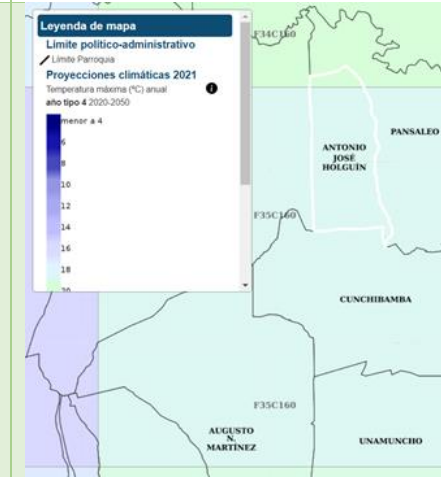 Leyenda de mapa
Límite político-administrativo
Límite Parroquia
Proyecciones climáticas 2021
Temperatura máxima (ºC) anual
año tipo 4 2020-2050
menor a 4
6
8
10
12
14
16
18
20
F34C160
PANSALEO
ANTONIO
JOSÉ
HOLGUÍN
F35C160
CUNCHIBAMBA
F35C160
AUGUSTO
N.
MARTÍNEZ
UNAMUNCHO